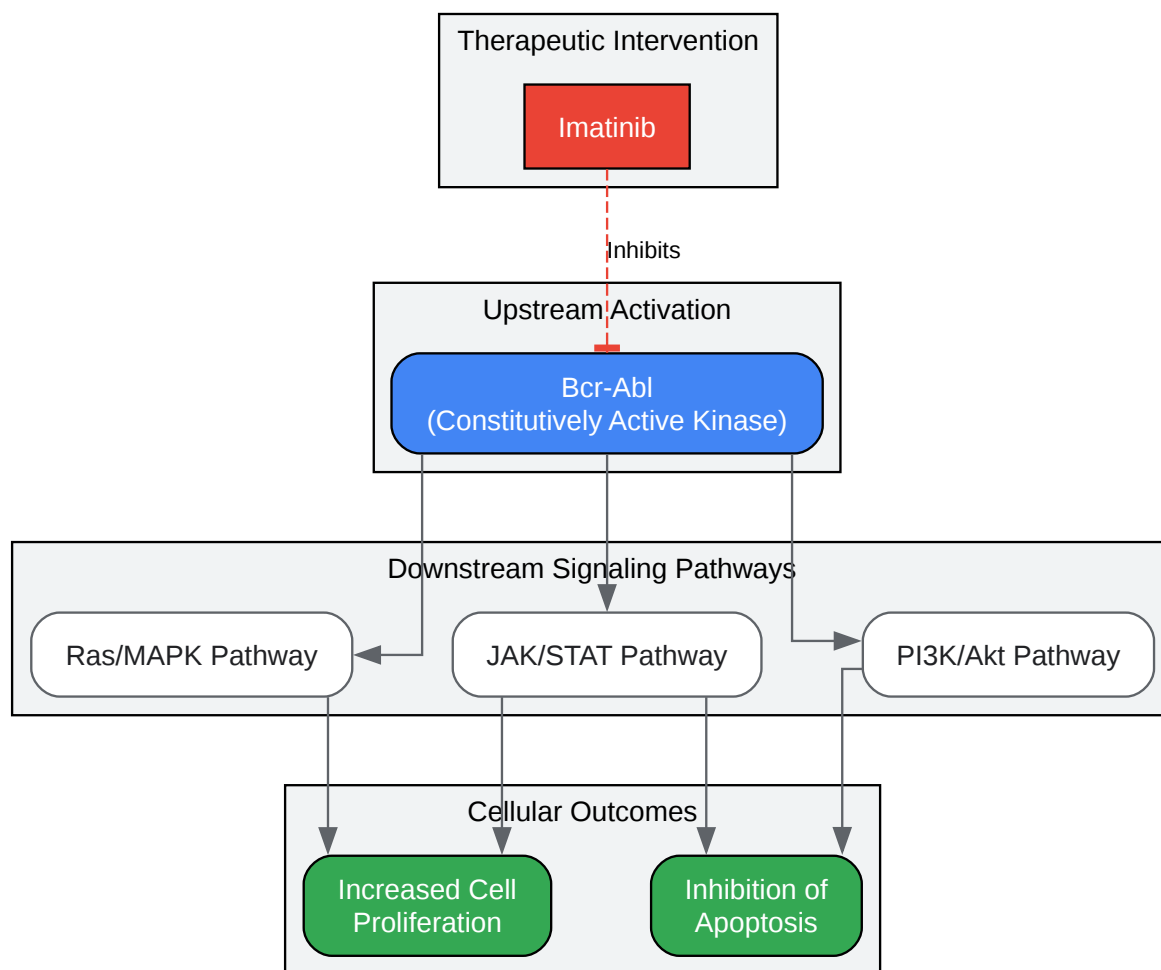 Therapeutic Intervention
Imatinib
Inhibits
Upstream Activation
Bcr-Abl
(Constitutively Active Kinase)
Downstream Signaling Pathways
Ras/MAPK Pathway
JAK/STAT Pathway
PI3K/Akt Pathway
Cellular Outcomes
Increased Cell
Proliferation
Inhibition of
Apoptosis